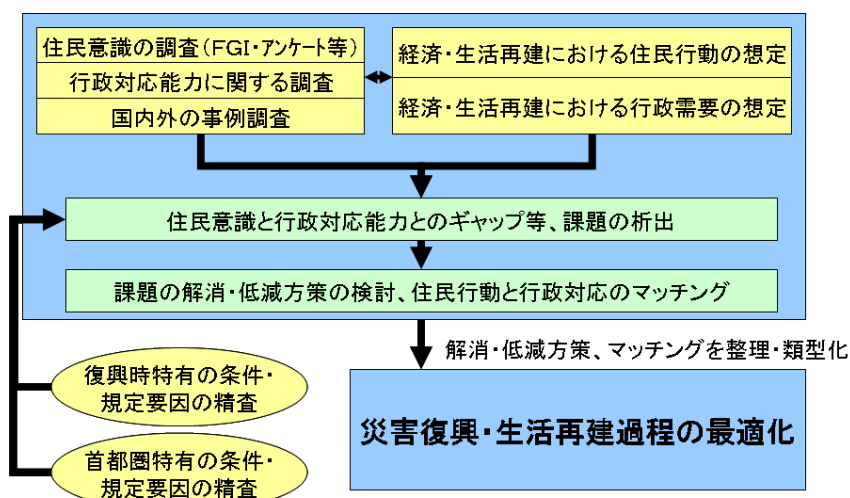 住民意識の調査(FGI・アンケート等)
行政対応能力に関する調査
国内外の事例調査
経済・生活再建における住民行動の想定
経済・生活再建における行政需要の想定
住民意識と行政対応能力とのギャップ等、課題の析出
課題の解消・低減方策の検討、住民行動と行政対応のマッチング
解消・低減方策、マッチングを整理・類型化
復興時特有の条件・
規定要因の精査
首都圏特有の条件・
規定要因の精査
災害復興・生活再建過程の最適化